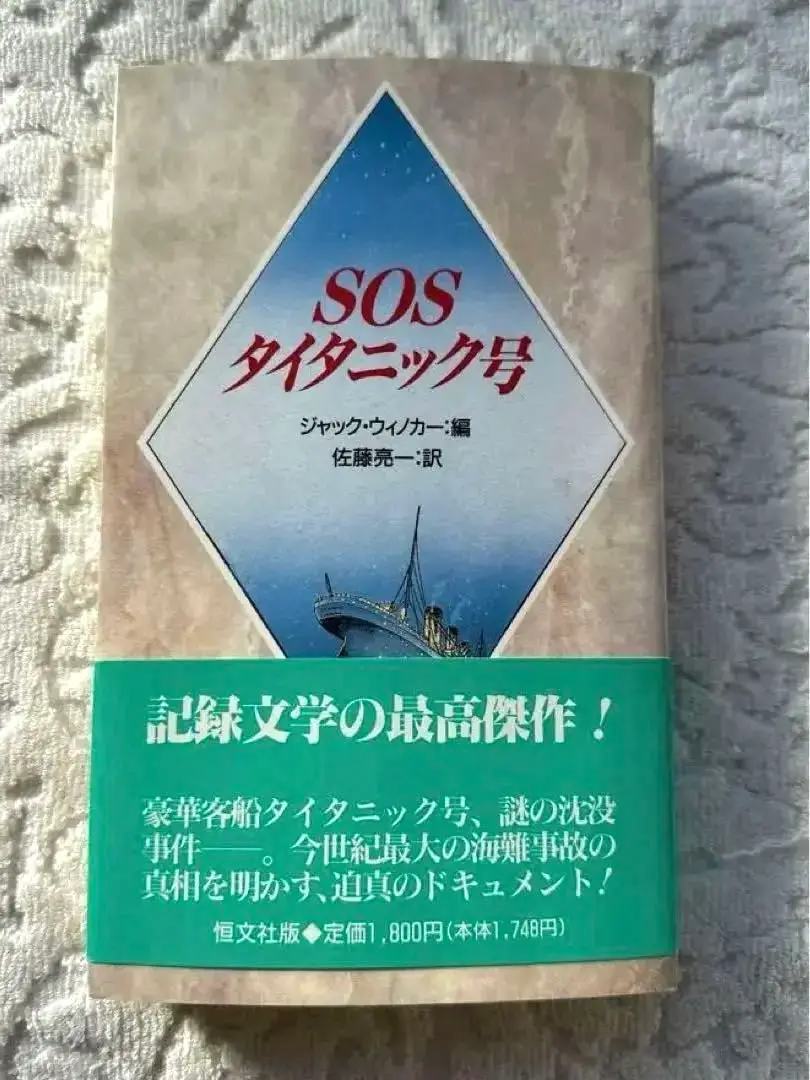 SOS
タイタニック号
ジャック・ウィノカー:編
佐藤亮一:訳
記録文学の最高傑作!
豪華客船タイタニック号、謎の沈没
事件──。今世紀最大の海難事故の
真相を明かす、迫真のドキュメント!
恒文社版◆定価1,800円(本体1,748円)